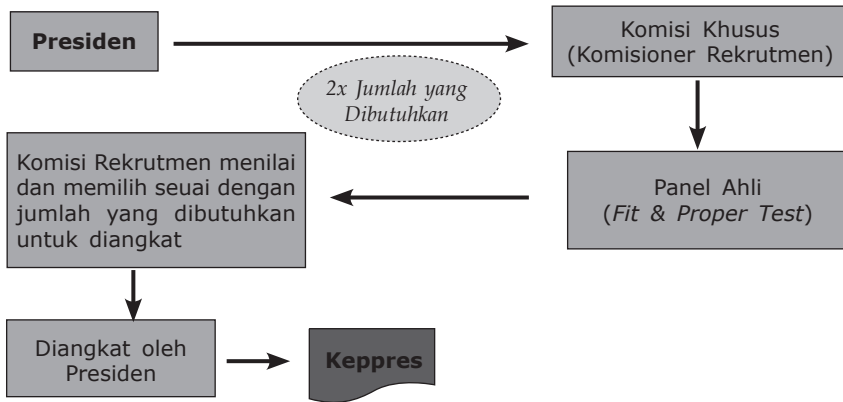 Presiden
Komisi Khusus
(Komisioner Rekrutmen)
2x Jumlah yang
Dibutuhkan
Panel Ahli
(Fit & Proper Test)
Komisi Rekrutmen menilai
dan memilih seuai dengan
jumlah yang dibutuhkan
untuk diangkat
Diangkat oleh
Presiden
Keppres